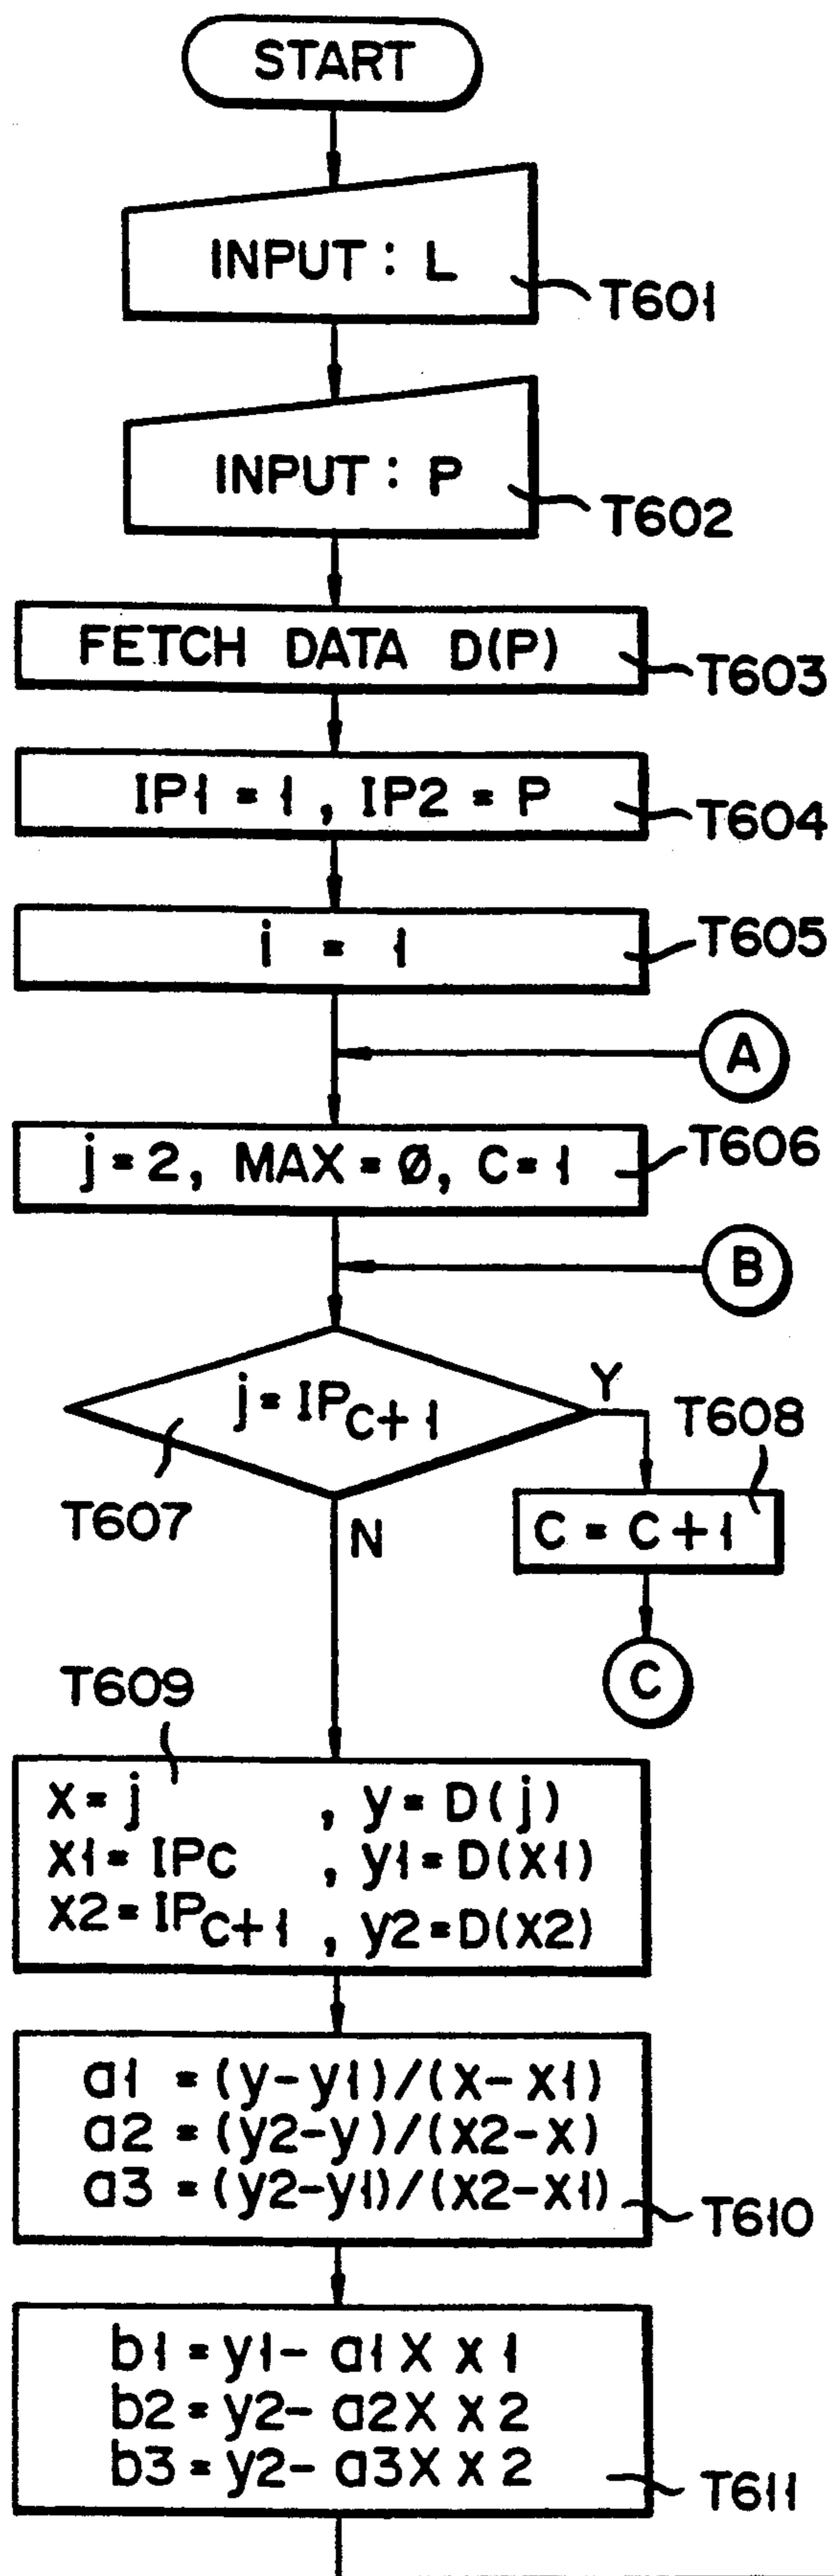 START
INPUT : L
T601
INPUT : P
T602
FETCH DATA D(P)
T603
IP1 = 1 , IP2 = P
T604
i = 1
T605
A
j = 2, MAX = Ø, C = 1
T606
B
j = IPC+1
Y
T607
N
T608
C = C + 1
C
T609
x = j , y = D(j)
x1 = IPC , y1 = D(x1)
x2 = IPC+1 , y2 = D(x2)
a1 = (y-y1)/(x-x1)
a2 = (y2-y)/(x2-x)
a3 = (y2-y1)/(x2-x1)
T610
b1 = y1- a1 X x1
b2 = y2- a2 X x2
b3 = y2- a3 X x2
T611